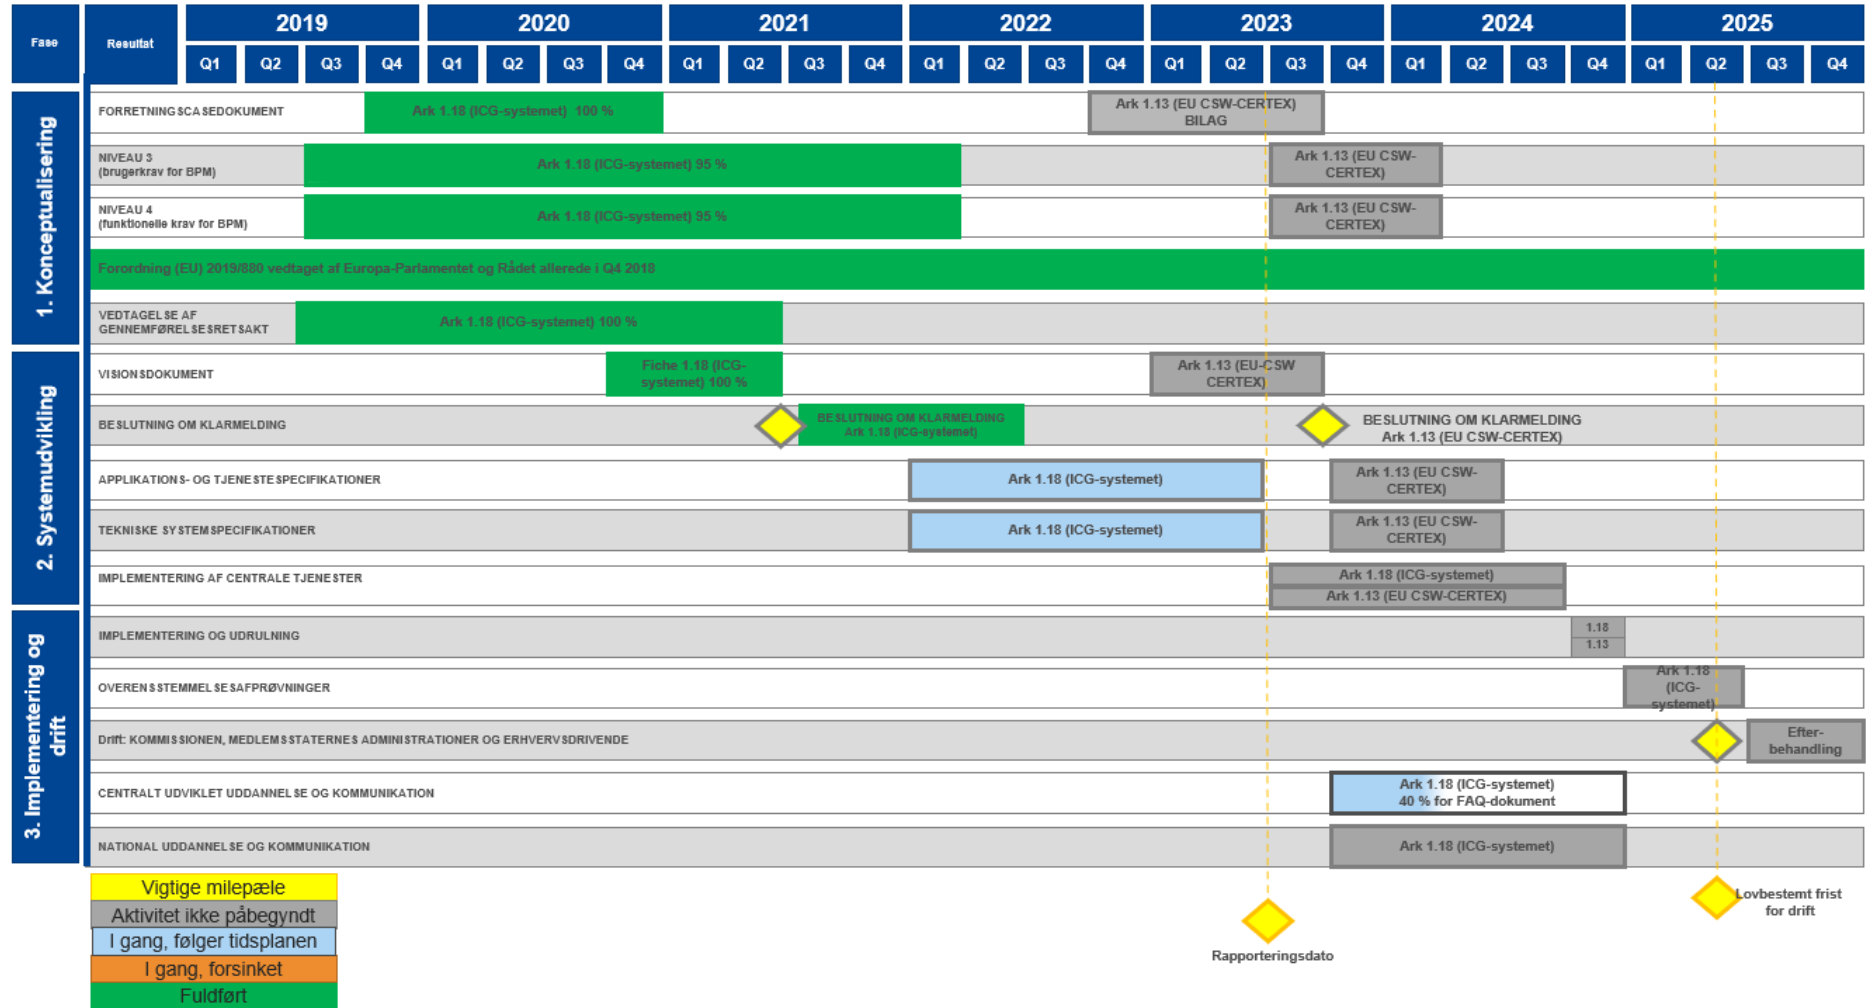 Fase
Resultat
2019
2020
2021
2022
2023
2024
2025
Q1 Q2 Q3 Q4 Q1 Q2 Q3 Q4 Q1 Q2 Q3 Q4 Q1 Q2 Q3 Q4 Q1 Q2 Q3 Q4 Q1 Q2 Q3 Q4 Q1 Q2 Q3 Q4
1. Konceptualisering
FORRETNINGSCASEDOKUMENT
Ark 1.18 (ICG-systemet) 100 %
Ark 1.13 (EU CSW-CERTEX)
BILAG
NIVEAU 3
(brugerkrav for BPM)
Ark 1.18 (ICG-systemet) 95 %
Ark 1.13 (EU CSW-
CERTEX)
NIVEAU 4
(funktionelle krav for BPM)
Ark 1.18 (ICG-systemet) 95 %
Ark 1.13 (EU CSW-
CERTEX)
Forordning (EU) 2019/880 vedtaget af Europa-Parlamentet og Rådet allerede i Q4 2018
VEDTAGELSE AF
GENNEMFØRELSESRETSAKT
Ark 1.18 (ICG-systemet) 100 %
2. Systemudvikling
VISIONSDOKUMENT
Fiche 1.18 (ICG-
systemet) 100 %
Ark 1.13 (EU-CSW
CERTEX)
BESLUTNING OM KLARMELDING
BESLUTNING OM KLARMELDING
Ark 1.18 (ICG-systemet)
BESLUTNING OM KLARMELDING
Ark 1.13 (EU CSW-CERTEX)
APPLIKATIONS- OG TJENESTESPECIFIKATIONER
Ark 1.18 (ICG-systemet)
Ark 1.13 (EU CSW-
CERTEX)
TEKNISKE SYSTEMSPECIFIKATIONER
Ark 1.18 (ICG-systemet)
Ark 1.13 (EU CSW-
CERTEX)
IMPLEMENTERING AF CENTRALE TJENESTER
Ark 1.18 (ICG-systemet)
Ark 1.13 (EU CSW-CERTEX)
3. Implementering og
drift
IMPLEMENTERING OG UDRULNING
1.18
1.13
OVERENSSTEMMELSESAFPRØVNINGER
Ark 1.18
(ICG-
systemet)
Drift: KOMMISSIONEN, MEDLEMSSTATERNES ADMINISTRATIONER OG ERHVERVSDRIVENDE
Efter-
behandling
CENTRALT UDVIKLET UDDANNELSE OG KOMMUNIKATION
Ark 1.18 (ICG-systemet)
40 % for FAQ-dokument
NATIONAL UDDANNELSE OG KOMMUNIKATION
Ark 1.18 (ICG-systemet)
Vigtige milepæle
Aktivitet ikke påbegyndt
I gang, følger tidsplanen
I gang, forsinket
Fuldført
Rapporteringsdato
Lovbestemt frist
for drift